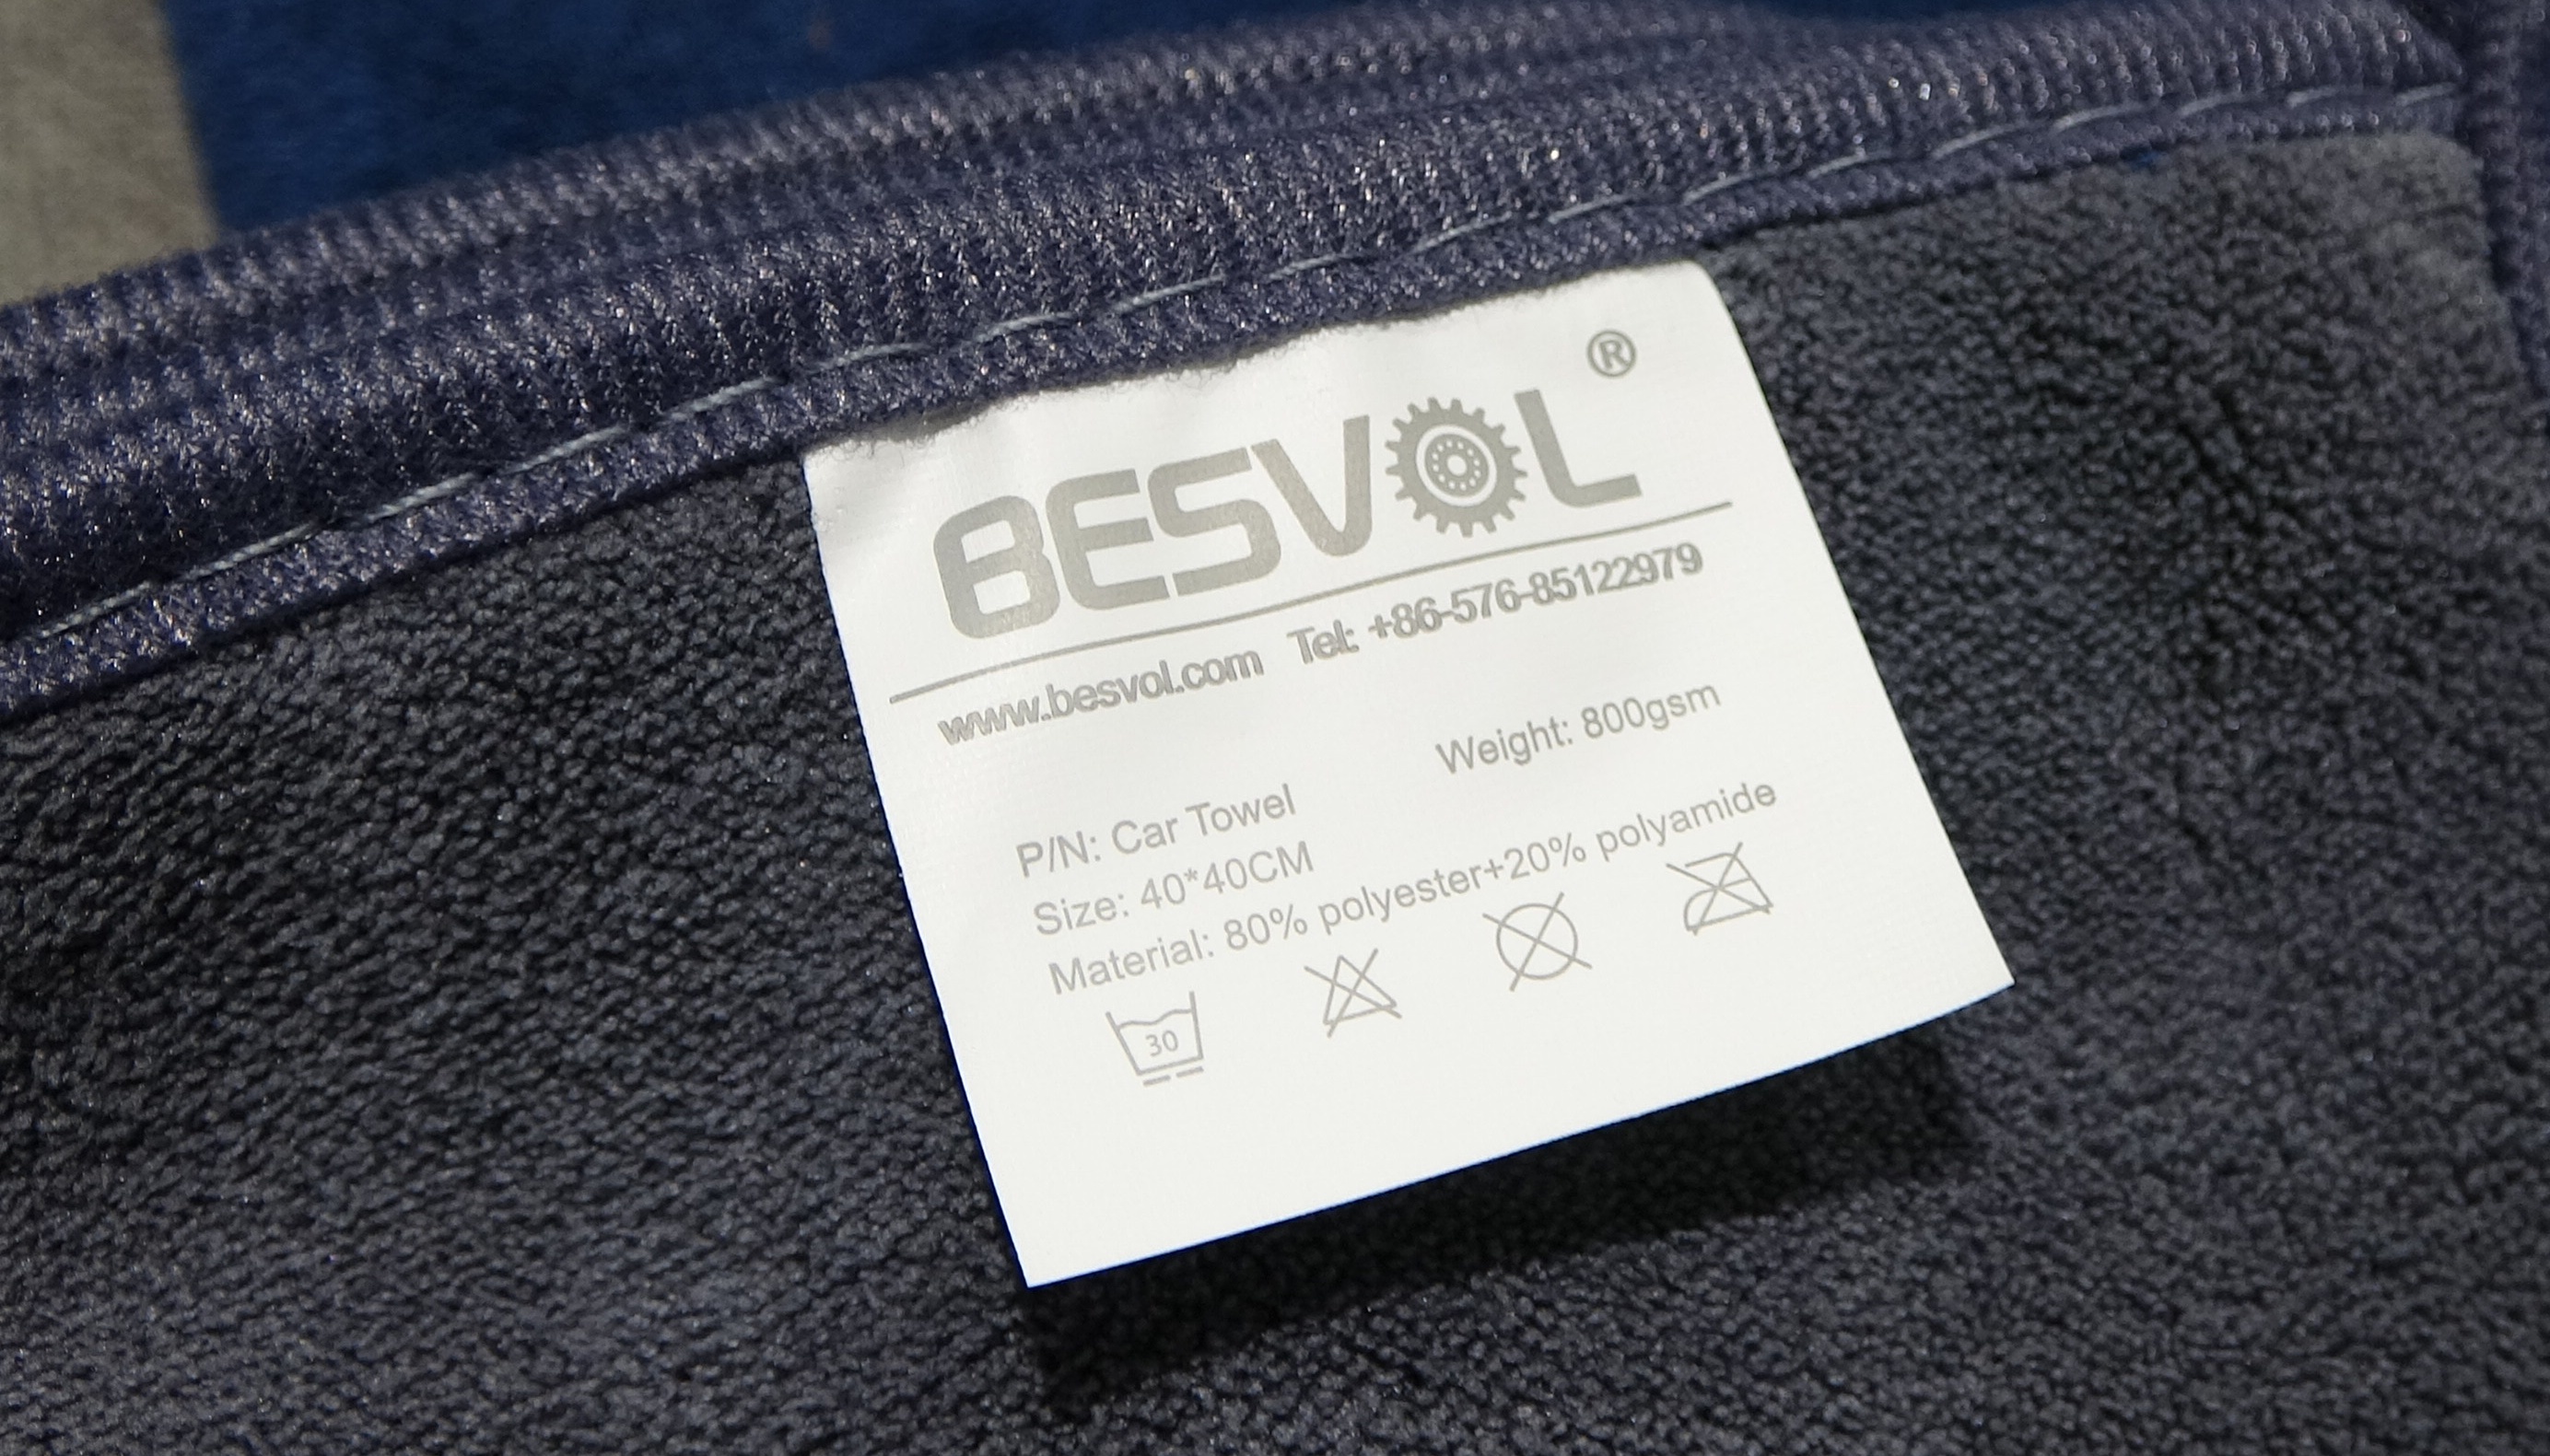 BESVOL®
www.besvol.com Tel: +86-576-85122979
Weight: 800gsm
P/N: Car Towel
Size: 40*40CM
Material: 80% polyester+20% polyamide
30